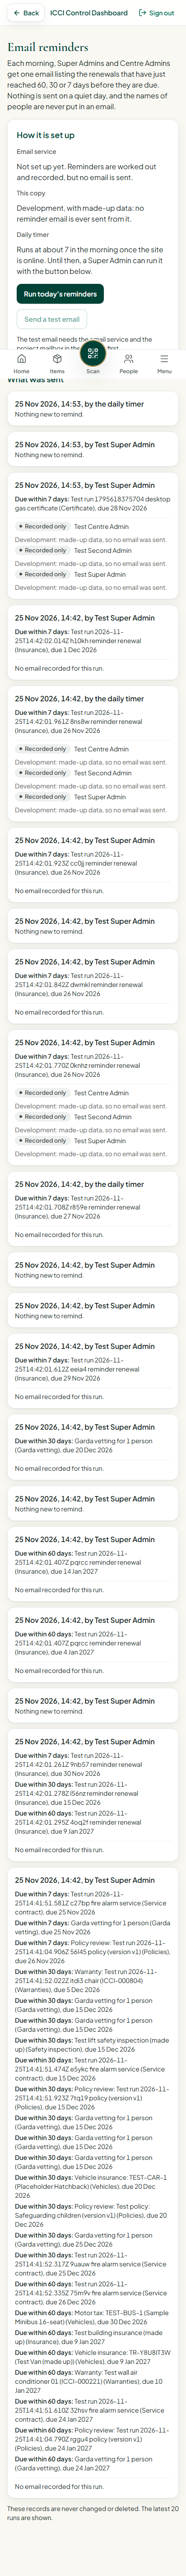 Back
ICCI Control Dashboard
Sign out
Email reminders
Each morning, Super Admins and Centre Admins
get one email listing the renewals that have just
reached 60, 30 or 7 days before they are due.
Nothing is sent on a quiet day, and the names of
people are never put in an email.
How it is set up
Email service
Not set up yet. Reminders are worked out
and recorded, but no email is sent.
This copy
Development, with made-up data: no
reminder email is ever sent from it.
Daily timer
Runs at about 7 in the morning once the site
is online. Until then, a Super Admin can run it
with the button below.
Run today's reminders
Send a test email
The test email needs the email service and the
Home
Items
Scan
People
Menu
What was sent
25 Nov 2026, 14:53, by the daily timer
Nothing new to remind.
25 Nov 2026, 14:53, by Test Super Admin
Nothing new to remind.
25 Nov 2026, 14:53, by Test Super Admin
Due within 7 days: Test run 1795618375704 desktop
gas certificate (Certificate), due 28 Nov 2026
Recorded only Test Centre Admin
Development: made-up data, so no email was sent.
Recorded only Test Second Admin
Development: made-up data, so no email was sent.
Recorded only Test Super Admin
Development: made-up data, so no email was sent.
25 Nov 2026, 14:42, by Test Super Admin
Due within 7 days: Test run 2026-11-
25T14:42:02.014Z h10kh reminder renewal
(Insurance), due 1 Dec 2026
No email recorded for this run.
25 Nov 2026, 14:42, by the daily timer
Due within 7 days: Test run 2026-11-
25T14:42:01.961Z 8ns8w reminder renewal
(Insurance), due 26 Nov 2026
Recorded only Test Centre Admin
Development: made-up data, so no email was sent.
Recorded only Test Second Admin
Development: made-up data, so no email was sent.
Recorded only Test Super Admin
Development: made-up data, so no email was sent.
25 Nov 2026, 14:42, by Test Super Admin
Due within 7 days: Test run 2026-11-
25T14:42:01.923Z cc0jj reminder renewal
(Insurance), due 26 Nov 2026
No email recorded for this run.
25 Nov 2026, 14:42, by Test Super Admin
Nothing new to remind.
25 Nov 2026, 14:42, by Test Super Admin
Due within 7 days: Test run 2026-11-
25T14:42:01.842Z dwmkl reminder renewal
(Insurance), due 26 Nov 2026
No email recorded for this run.
25 Nov 2026, 14:42, by Test Super Admin
Due within 7 days: Test run 2026-11-
25T14:42:01.770Z 0knhz reminder renewal
(Insurance), due 26 Nov 2026
Recorded only Test Centre Admin
Development: made-up data, so no email was sent.
Recorded only Test Second Admin
Development: made-up data, so no email was sent.
Recorded only Test Super Admin
Development: made-up data, so no email was sent.
25 Nov 2026, 14:42, by the daily timer
Due within 7 days: Test run 2026-11-
25T14:42:01.708Z r859e reminder renewal
(Insurance), due 27 Nov 2026
No email recorded for this run.
25 Nov 2026, 14:42, by Test Super Admin
Nothing new to remind.
25 Nov 2026, 14:42, by Test Super Admin
Nothing new to remind.
25 Nov 2026, 14:42, by Test Super Admin
Due within 7 days: Test run 2026-11-
25T14:42:01.612Z eeia4 reminder renewal
(Insurance), due 29 Nov 2026
No email recorded for this run.
25 Nov 2026, 14:42, by Test Super Admin
Due within 30 days: Garda vetting for 1 person
(Garda vetting), due 20 Dec 2026
No email recorded for this run.
25 Nov 2026, 14:42, by Test Super Admin
Nothing new to remind.
25 Nov 2026, 14:42, by Test Super Admin
Due within 60 days: Test run 2026-11-
25T14:42:01.407Z pqrcc reminder renewal
(Insurance), due 14 Jan 2027
No email recorded for this run.
25 Nov 2026, 14:42, by Test Super Admin
Due within 60 days: Test run 2026-11-
25T14:42:01.407Z pqrcc reminder renewal
(Insurance), due 4 Jan 2027
No email recorded for this run.
25 Nov 2026, 14:42, by Test Super Admin
Nothing new to remind.
25 Nov 2026, 14:42, by Test Super Admin
Due within 7 days: Test run 2026-11-
25T14:42:01.261Z 9nb57 reminder renewal
(Insurance), due 30 Nov 2026
Due within 30 days: Test run 2026-11-
25T14:42:01.278Z l56nz reminder renewal
(Insurance), due 15 Dec 2026
Due within 60 days: Test run 2026-11-
25T14:42:01.295Z 4oq2f reminder renewal
(Insurance), due 9 Jan 2027
No email recorded for this run.
25 Nov 2026, 14:42, by Test Super Admin
Due within 7 days: Test run 2026-11-
25T14:41:51.581Z c27bp fire alarm service (Service
contract), due 25 Nov 2026
Due within 7 days: Garda vetting for 1 person (Garda
vetting), due 25 Nov 2026
Due within 7 days: Policy review: Test run 2026-11-
25T14:41:04.906Z 56l45 policy (version v1) (Policies),
due 26 Nov 2026
Due within 30 days: Warranty: Test run 2026-11-
25T14:41:52.022Z itdi3 chair (ICCI-000804)
(Warranties), due 5 Dec 2026
Due within 30 days: Garda vetting for 1 person
(Garda vetting), due 15 Dec 2026
Due within 30 days: Garda vetting for 1 person
(Garda vetting), due 15 Dec 2026
Due within 30 days: Test lift safety inspection (made
up) (Safety inspection), due 15 Dec 2026
Due within 30 days: Test run 2026-11-
25T14:41:51.474Z e5ykc fire alarm service (Service
contract), due 15 Dec 2026
Due within 30 days: Policy review: Test run 2026-11-
25T14:41:51.923Z 7tq19 policy (version v1)
(Policies), due 15 Dec 2026
Due within 30 days: Garda vetting for 1 person
(Garda vetting), due 15 Dec 2026
Due within 30 days: Garda vetting for 1 person
(Garda vetting), due 15 Dec 2026
Due within 30 days: Garda vetting for 1 person
(Garda vetting), due 15 Dec 2026
Due within 30 days: Vehicle insurance: TEST-CAR-1
(Placeholder Hatchback) (Vehicles), due 20 Dec
2026
Due within 30 days: Policy review: Test policy:
Safeguarding children (version v1) (Policies), due 20
Dec 2026
Due within 30 days: Garda vetting for 1 person
(Garda vetting), due 25 Dec 2026
Due within 30 days: Test run 2026-11-
25T14:41:52.317Z 9uauw fire alarm service (Service
contract), due 25 Dec 2026
Due within 60 days: Test run 2026-11-
25T14:41:52.335Z 75m9v fire alarm service (Service
contract), due 26 Dec 2026
Due within 60 days: Motor tax: TEST-BUS-1 (Sample
Minibus 16-seat) (Vehicles), due 30 Dec 2026
Due within 60 days: Test building insurance (made
up) (Insurance), due 9 Jan 2027
Due within 60 days: Vehicle insurance: TR-Y8U8IT3W
(Test Van (made up)) (Vehicles), due 9 Jan 2027
Due within 60 days: Warranty: Test wall air
conditioner 01 (ICCI-000221) (Warranties), due 10
Jan 2027
Due within 60 days: Test run 2026-11-
25T14:41:51.610Z 32hsv fire alarm service (Service
contract), due 24 Jan 2027
Due within 60 days: Policy review: Test run 2026-11-
25T14:41:04.790Z rggu4 policy (version v1)
(Policies), due 24 Jan 2027
Due within 60 days: Garda vetting for 1 person
(Garda vetting), due 24 Jan 2027
No email recorded for this run.
These records are never changed or deleted. The latest 20
runs are shown.